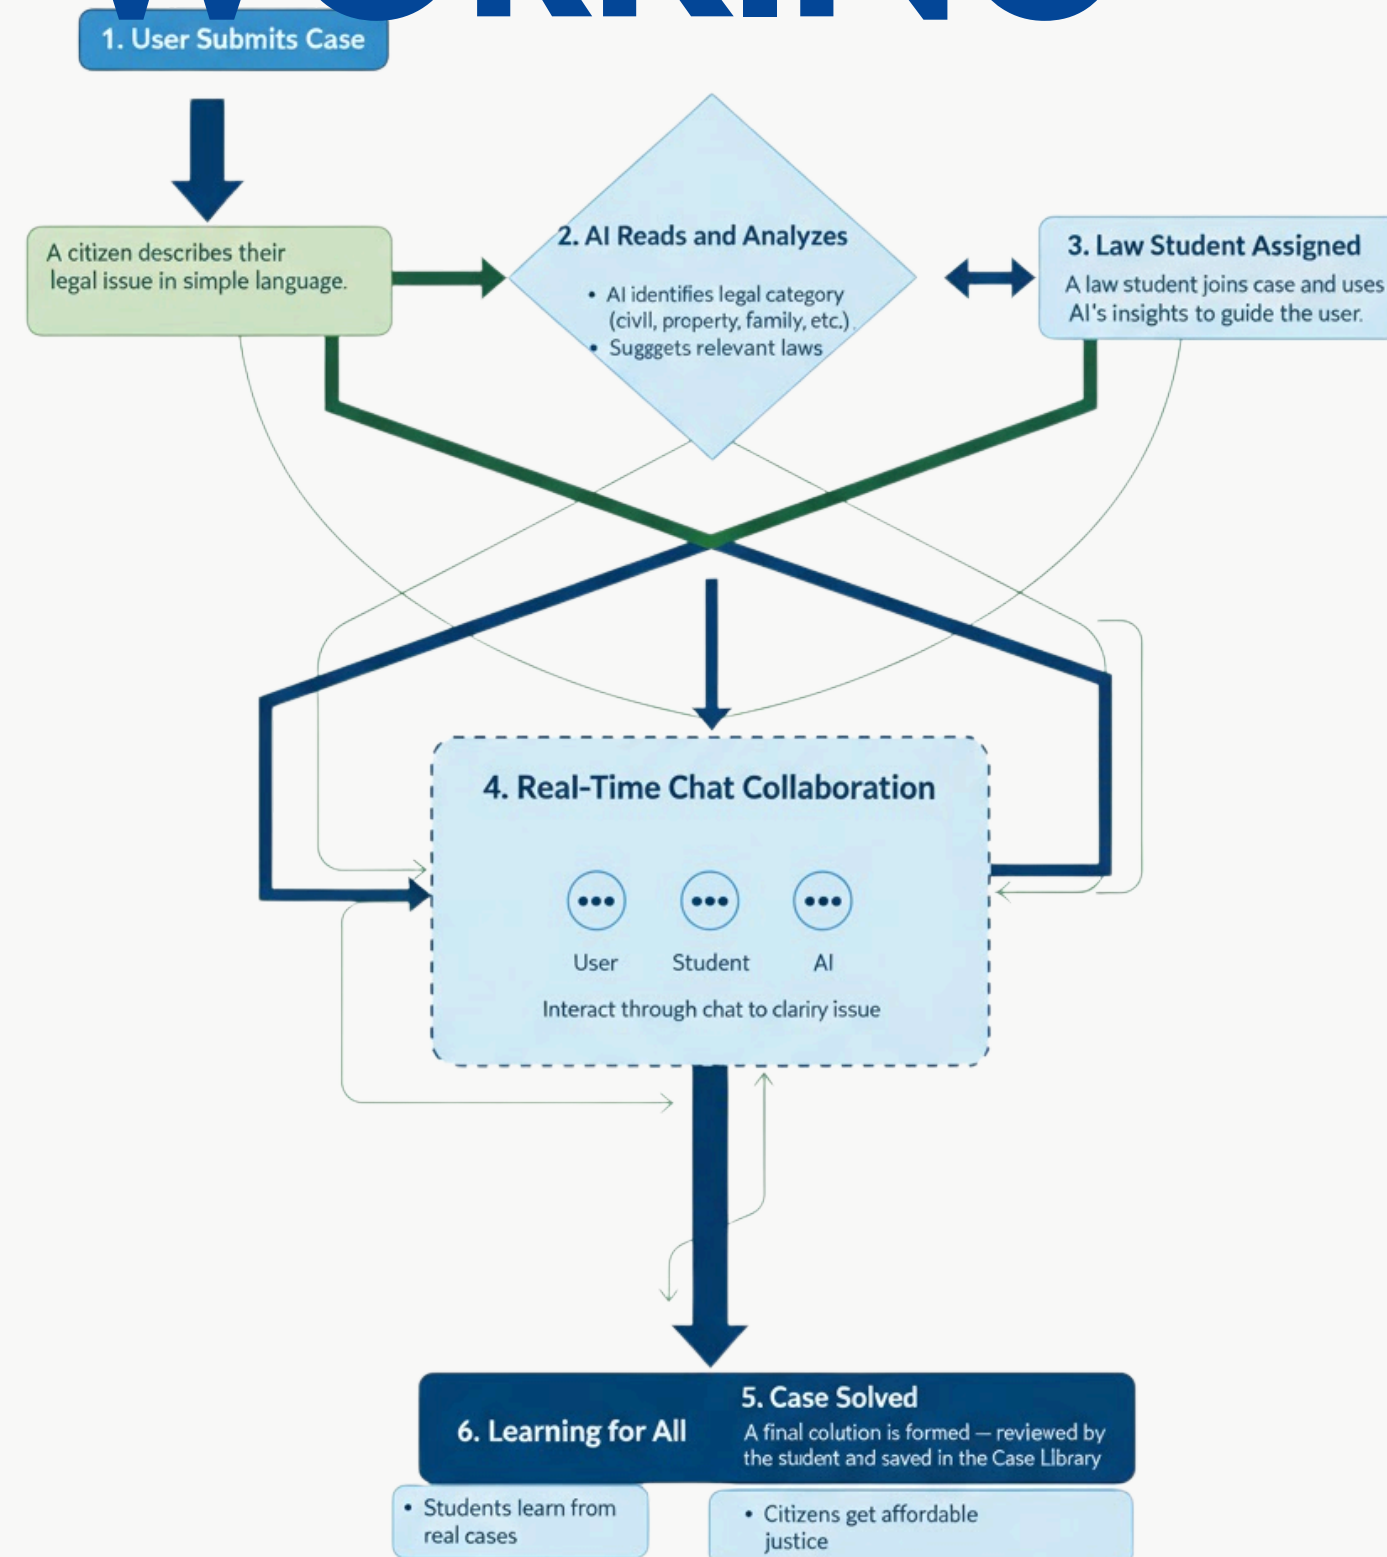 WORKING
1. User Submits Case
A citizen describes their
legal issue in simple language.
2. AI Reads and Analyzes
• AI identifies legal category
(civil, property, family, etc.).
• Sugggets relevant laws
3. Law Student Assigned
A law student joins case and uses
AI's insights to guide the user.
4. Real-Time Chat Collaboration
User
Student
AI
Interact through chat to clariry issue
6. Learning for All
5. Case Solved
A final colution is formed — reviewed by
the student and saved in the Case LIbrary
• Students learn from
real cases
• Citizens get affordable
justice